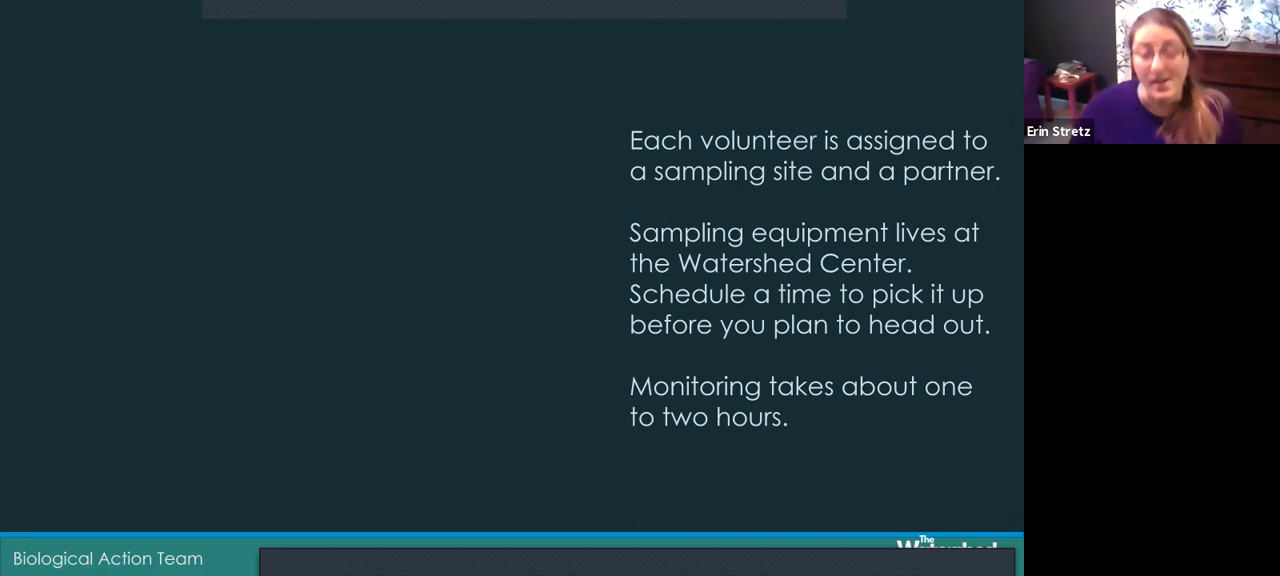 Each volunteer is assigned to
a sampling site and a partner.
Sampling equipment lives at
the Watershed Center.
Schedule a time to pick it up
before you plan to head out.
Monitoring takes about one
to two hours.
Erin Stretz
Biological Action Team
The